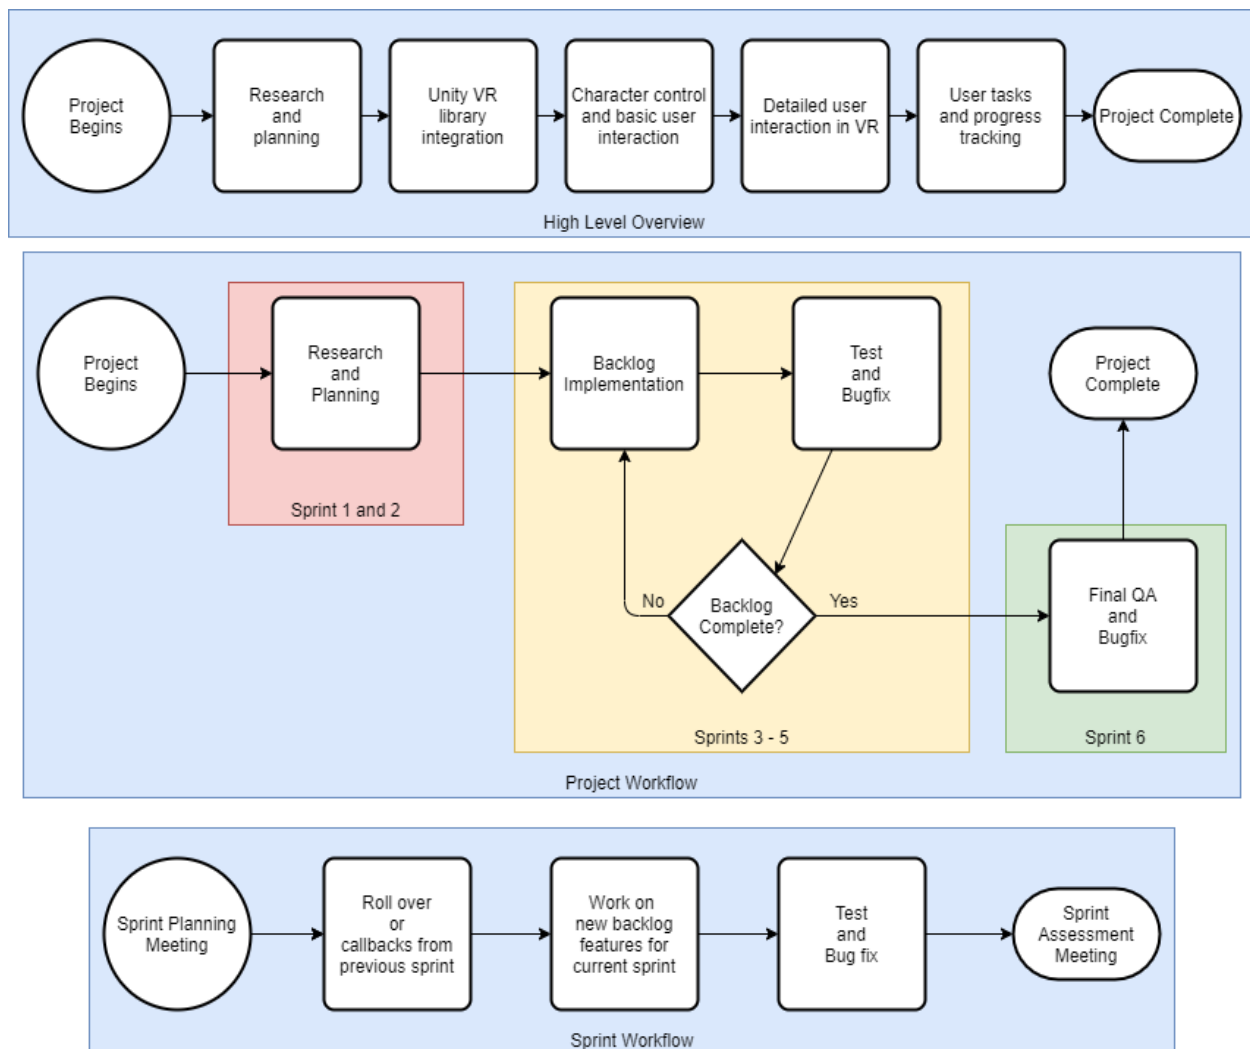 Project
Begins
Research
and
planning
Unity VR
library
integration
Character control
and basic user
interaction
Detailed user
interaction in VR
User tasks
and progress
tracking
Project Complete
High Level Overview
Project
Begins
Research
and
Planning
Sprint 1 and 2
Backlog
Implementation
Test
and
Bugfix
Backlog
Complete?
No
Yes
Sprints 3 - 5
Final QA
and
Bugfix
Sprint 6
Project
Complete
Project Workflow
Sprint Planning
Meeting
Roll over
or
callbacks from
previous sprint
Work on
new backlog
features for
current sprint
Test
and
Bug fix
Sprint
Assessment
Meeting
Sprint Workflow